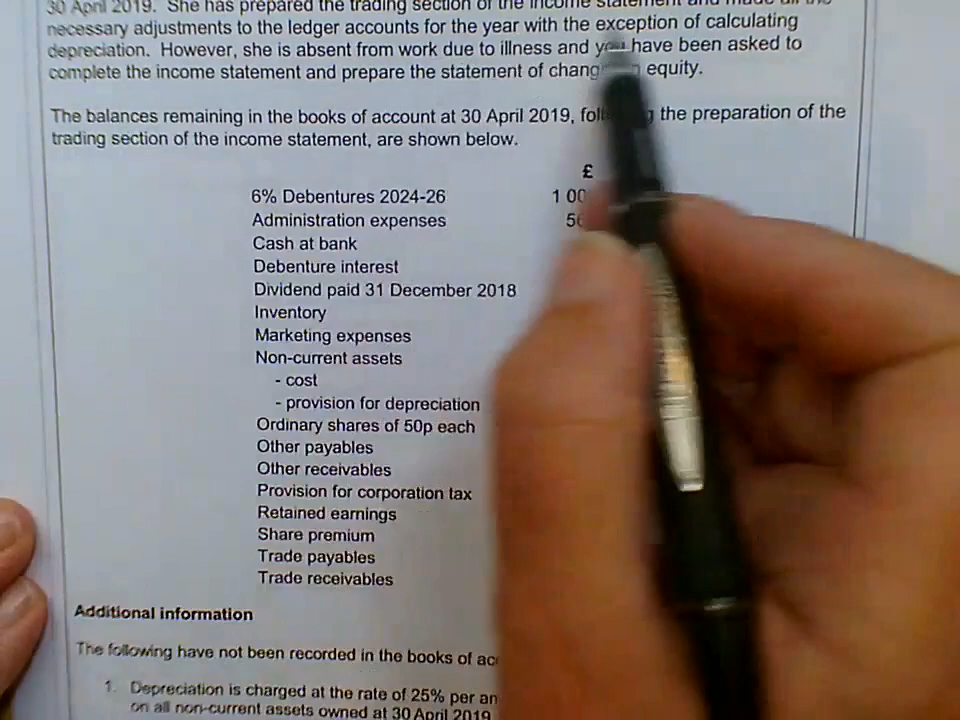 30 April 2019. She has prepared the trading section of the income statement and made all the
necessary adjustments to the ledger accounts for the year with the exception of calculating
depreciation. However, she is absent from work due to illness and you have been asked to
complete the income statement and prepare the statement of equity.
The balances remaining in the books of account at 30 April 2019, the preparation of the
trading section of the income statement, are shown below.
£
6% Debentures 2024-26 1 00
Administration expenses
Cash at bank
Debenture interest
Dividend paid 31 December 2018
Inventory
Marketing expenses
Non-current assets
- cost
- provision for depreciation
Ordinary shares of 50p each
Other payables
Other receivables
Provision for corporation tax
Retained earnings
Share premium
Trade payables
Trade receivables
Additional information
The following have not been recorded in the books of
1. Depreciation is charged at the rate of 25% per
on all non-current assets owned at 30 April 2019